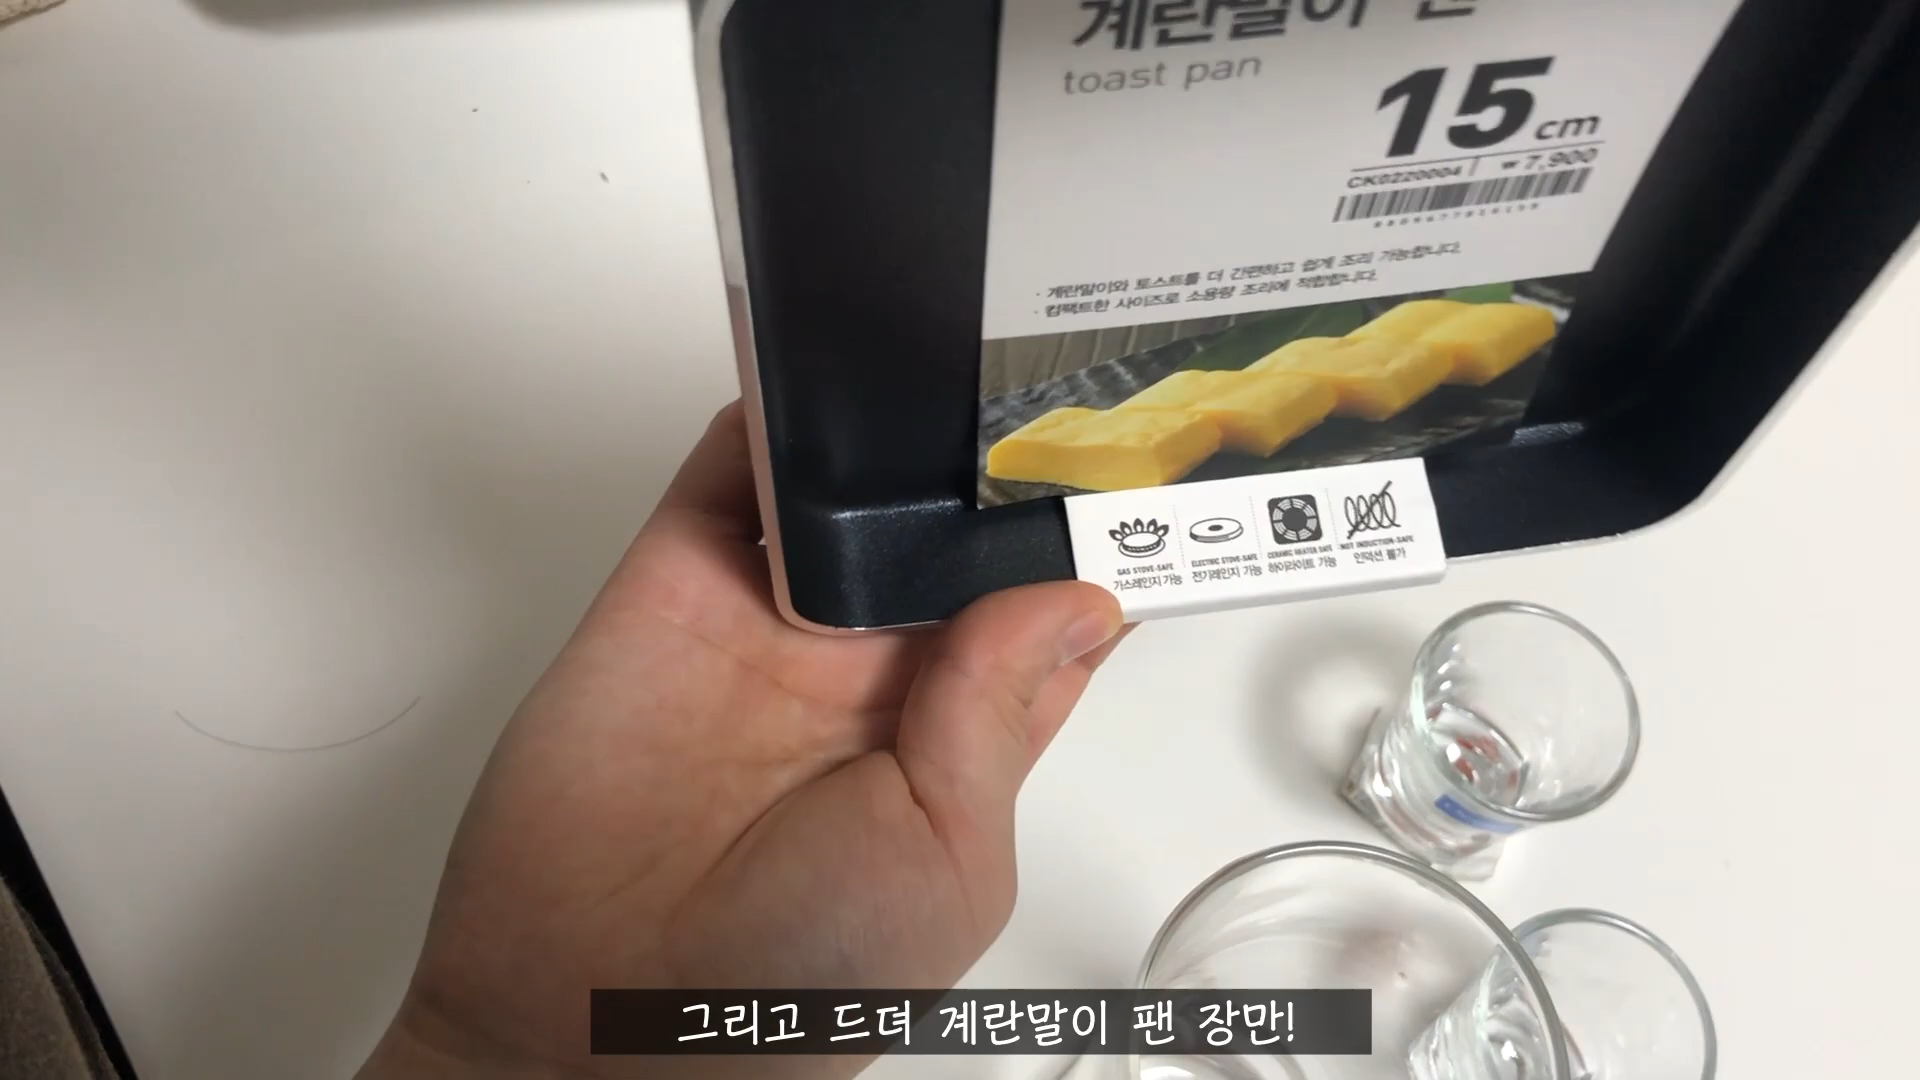 계란말이 팬
toast pan
15 cm
CK0220004 ₩7,900
· 계란말이와 토스트를 더 간편하고 쉽게 조리 가능합니다.
· 컴팩트한 사이즈로 소용량 조리에 적합합니다.
GAS STOVE-SAFE
가스레인지 가능
ELECTRIC STOVE-SAFE
전기레인지 가능
CERAMIC HEATER SAFE
하이라이트 가능
NOT INDUCTION-SAFE
인덕션 불가
그리고 드뎌 계란말이 팬 장만!